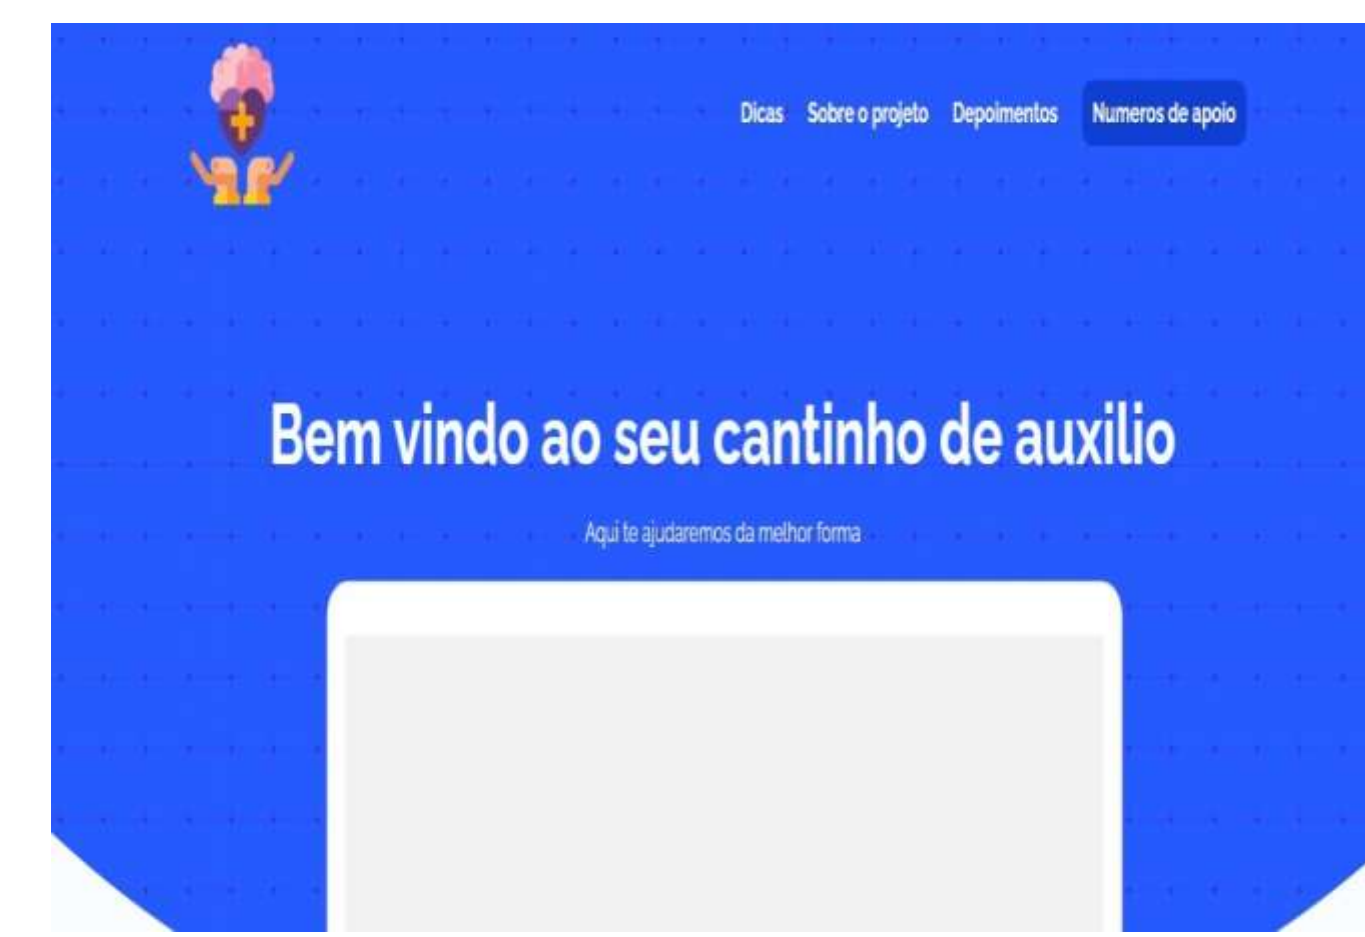 Dicas Sobre o projeto Depoimentos Numeros de apoio
Bem vindo ao seu cantinho de auxilio
Aqui te ajudaremos da melhor forma